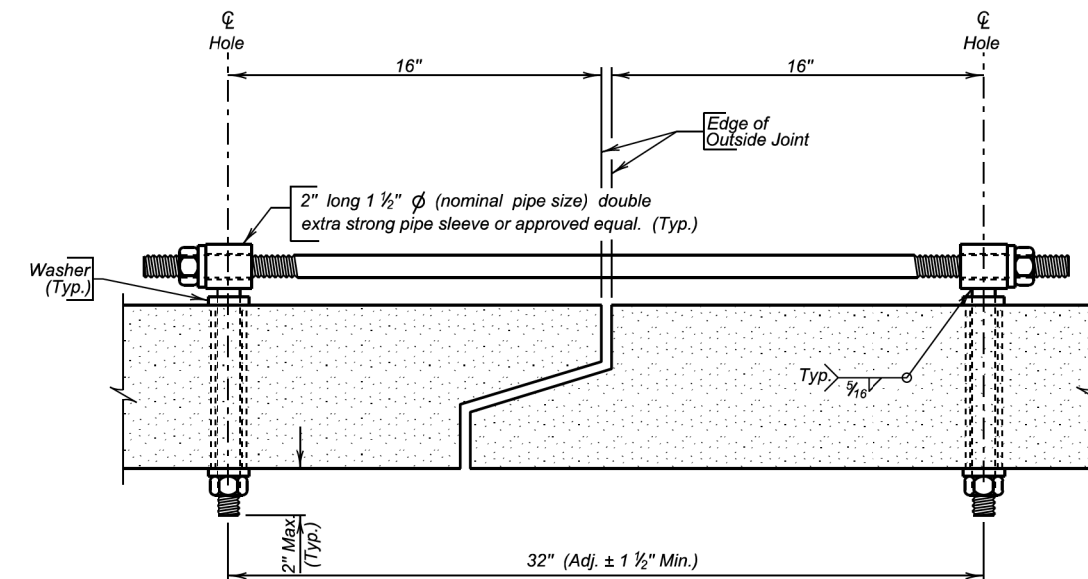 ℄
Hole
℄
Hole
16"
16"
Edge of
Outside Joint
2" long 1 ½" ϕ (nominal pipe size) double
extra strong pipe sleeve or approved equal. (Typ.)
Washer
(Typ.)
Typ.
5/16
2" Max.
(Typ.)
32" (Adj. ± 1 ½" Min.)